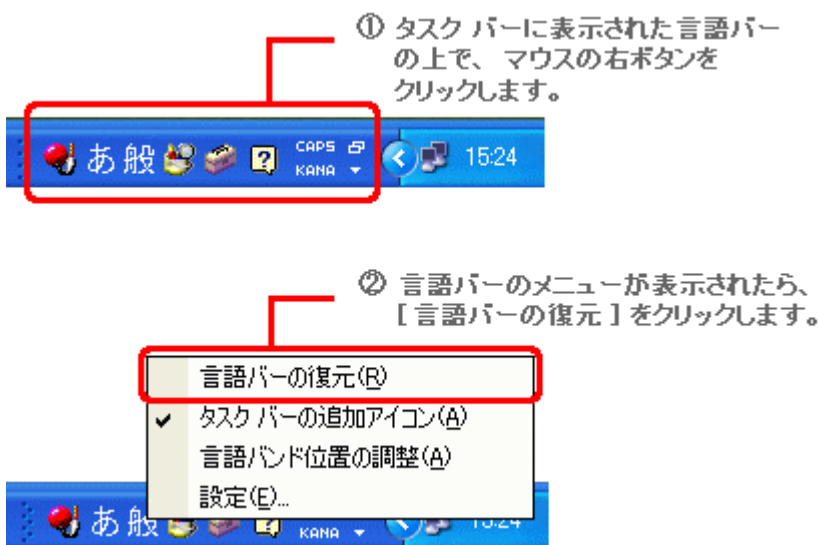 ① タスク バーに表示された言語バー
の上で、マウスの右ボタンを
クリックします。
あ 般 CAPS KANA 15:24
② 言語バーのメニューが表示されたら、
[ 言語バーの復元 ] をクリックします。
言語バーの復元(R)
タスク バーの追加アイコン(A)
言語バンド位置の調整(A)
設定(E)...
あ 般 KANA 15:24